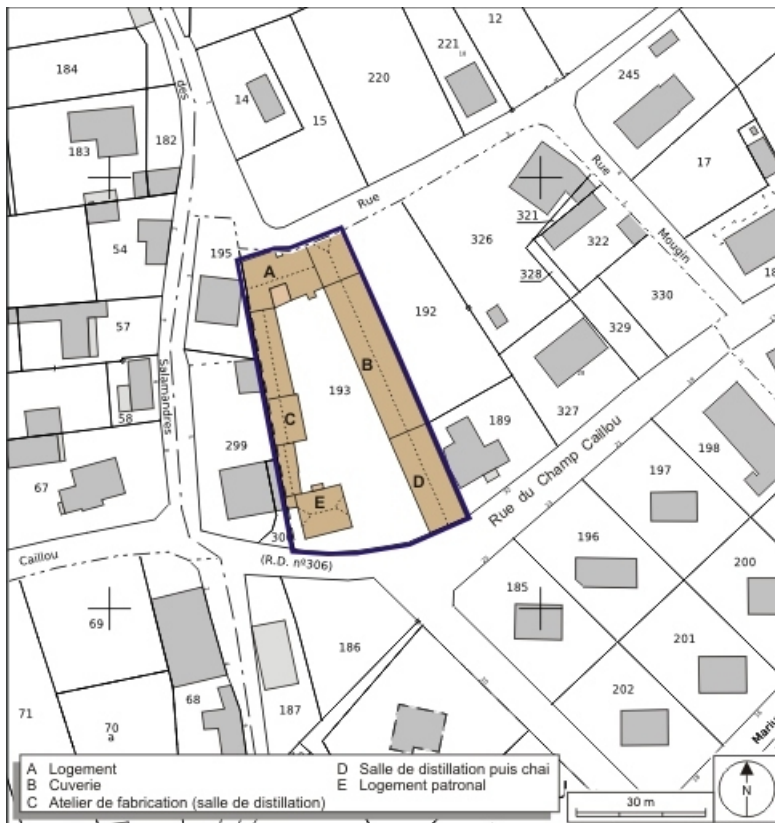 12
221
18
245
184
220
14
des
15
17
182
183
Rue
Rue
321
326
322
Mougin
54
195
A
328
330
192
57
329
B
193
Salamandres
58
C
327
189
299
198
67
D
197
E
Rue du Champ Caillou
196
Caillou
(R.D. nº306)
200
185
69
186
201
68
202
71
70
a
187
A Logement
B Cuverie
C Atelier de fabrication (salle de distillation)
D Salle de distillation puis chai
E Logement patronal
30 m
N